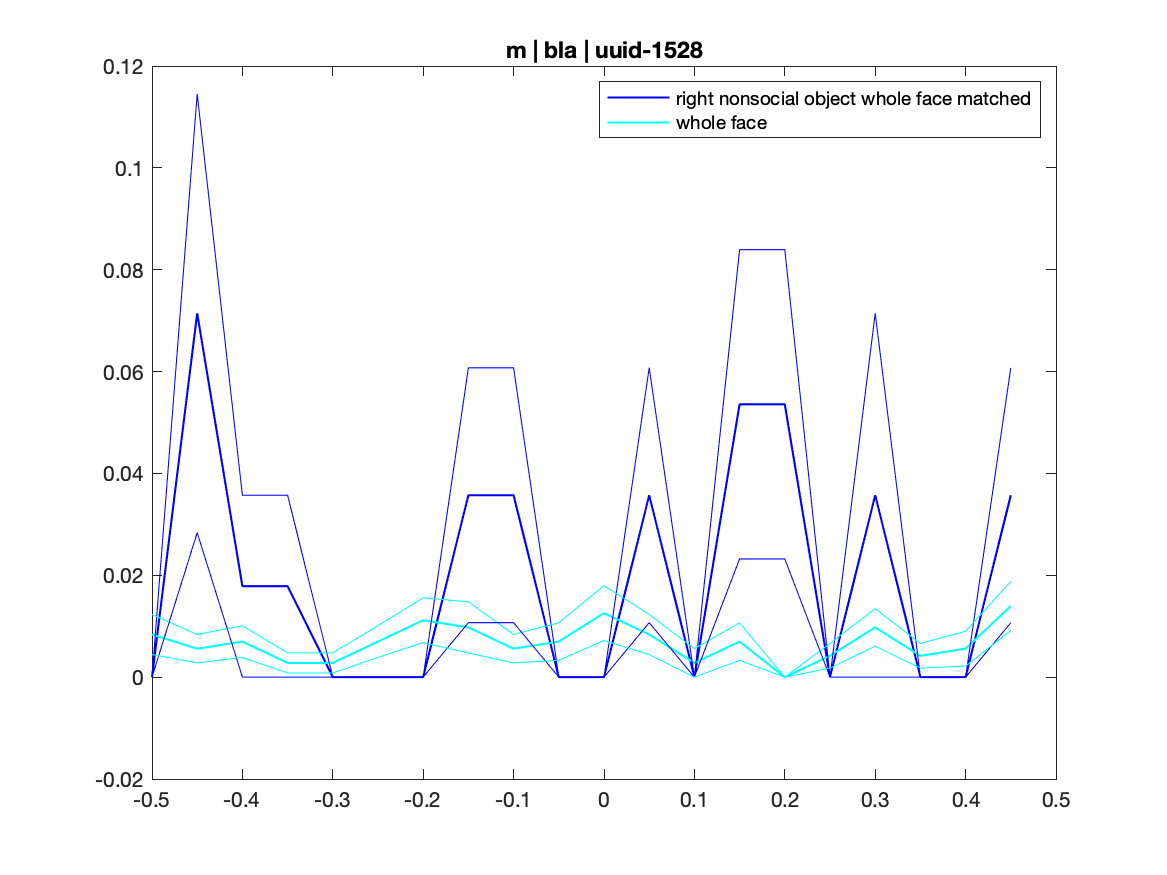 m | bla | uuid-1528
right nonsocial object whole face matched
whole face
0.12
0.1
0.08
0.06
0.04
0.02
0
-0.02
-0.5 -0.4 -0.3 -0.2 -0.1 0 0.1 0.2 0.3 0.4 0.5